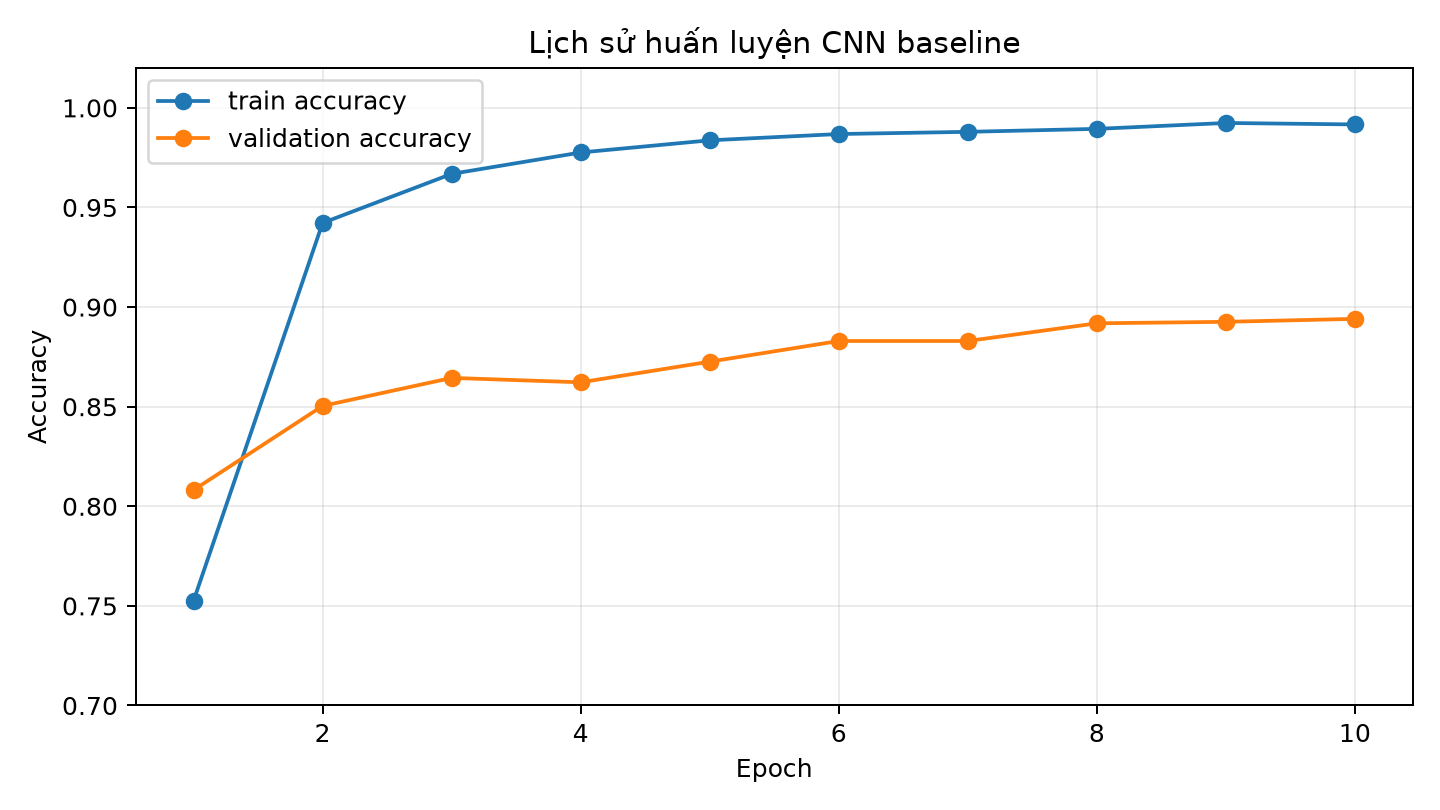 Lịch sử huấn luyện CNN baseline
train accuracy
validation accuracy
1.00
0.95
0.90
0.85
0.80
0.75
0.70
Accuracy
2 4 6 8 10
Epoch